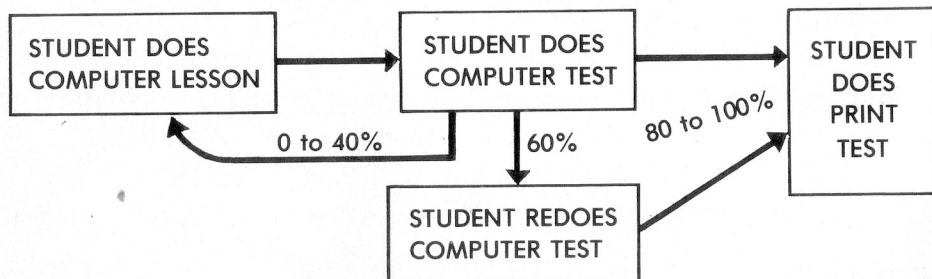 STUDENT DOES
COMPUTER LESSON
STUDENT DOES
COMPUTER TEST
STUDENT
DOES
PRINT
TEST
0 to 40%
60%
80 to 100%
STUDENT REDOES
COMPUTER TEST